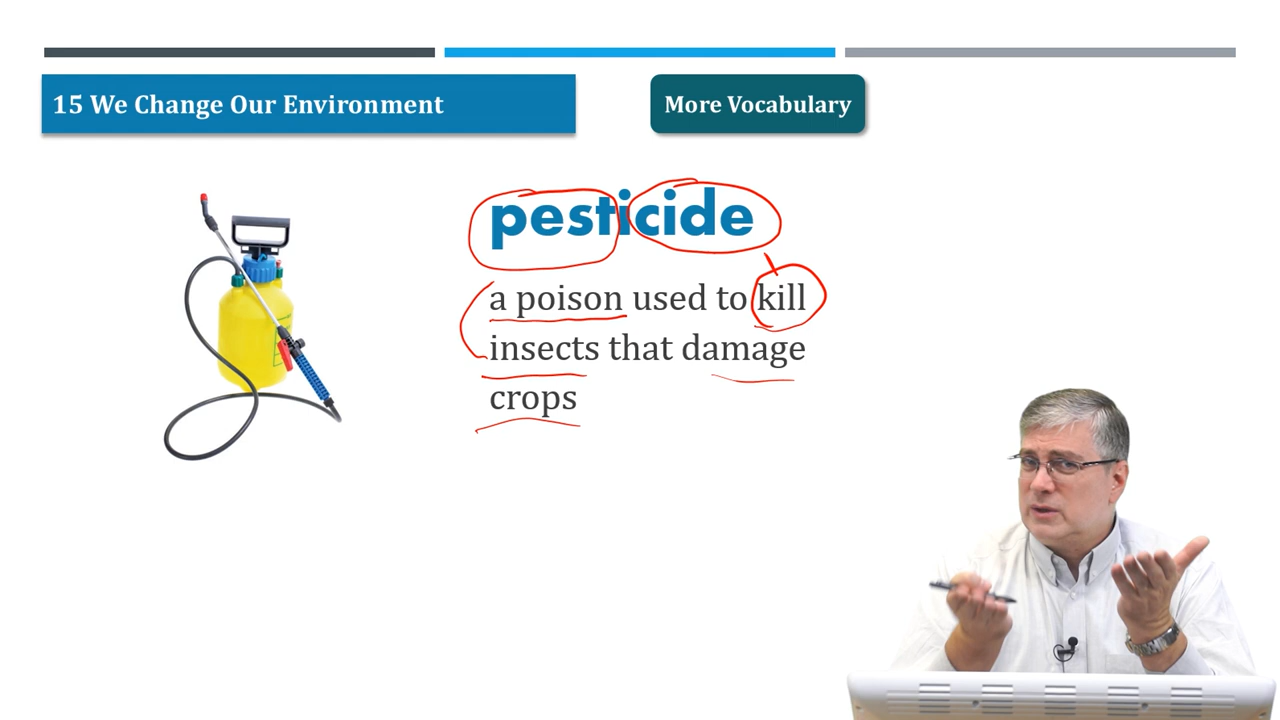 15 We Change Our Environment
More Vocabulary
pesticide
a poison used to kill
insects that damage
crops